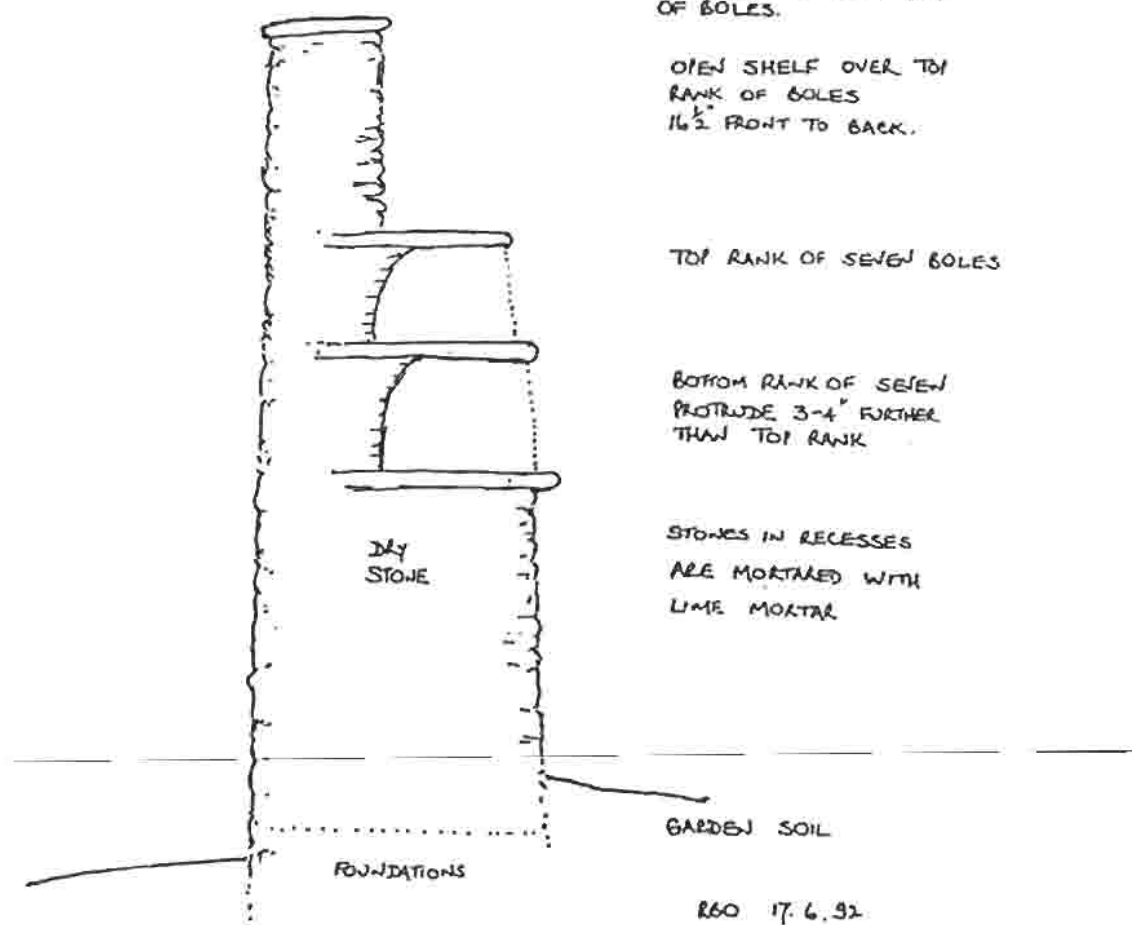 OF BOLES.
OPEN SHELF OVER TOP
RANK OF BOLES
16½" FRONT TO BACK.
TOP RANK OF SEVEN BOLES
BOTTOM RANK OF SEVEN
PROTRUDE 3-4" FURTHER
THAN TOP RANK
DRY
STONE
STONES IN RECESSES
ARE MORTARED WITH
LIME MORTAR
GARDEN SOIL
FOUNDATIONS
17.6.92